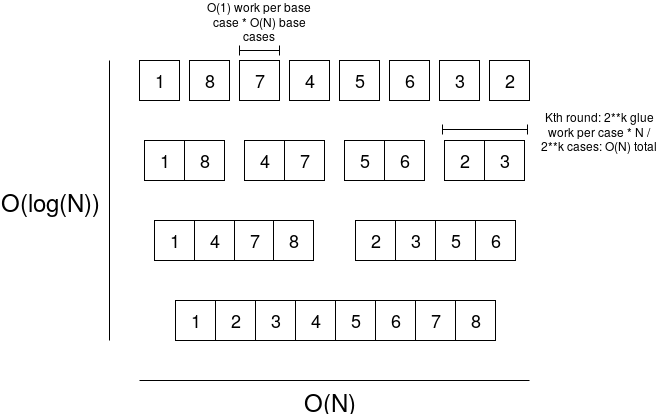 O(1) work per base
case * O(N) base
cases
1 8 7 4 5 6 3 2
Kth round: 2**k glue
work per case * N /
2**k cases: O(N) total
1 8 4 7 5 6 2 3
O(log(N))
1 4 7 8 2 3 5 6
1 2 3 4 5 6 7 8
O(N)